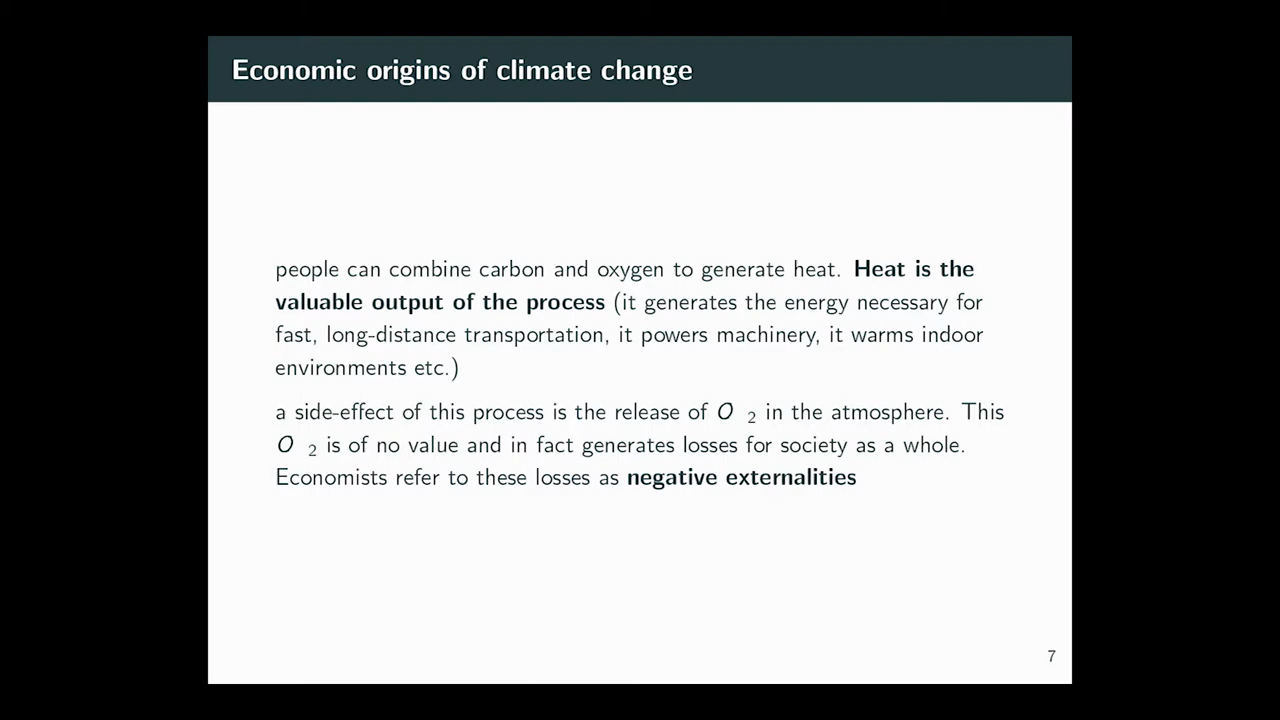 Economic origins of climate change
people can combine carbon and oxygen to generate heat. Heat is the
valuable output of the process (it generates the energy necessary for
fast, long-distance transportation, it powers machinery, it warms indoor
environments etc.)
a side-effect of this process is the release of O 2 in the atmosphere. This
O 2 is of no value and in fact generates losses for society as a whole.
Economists refer to these losses as negative externalities
7